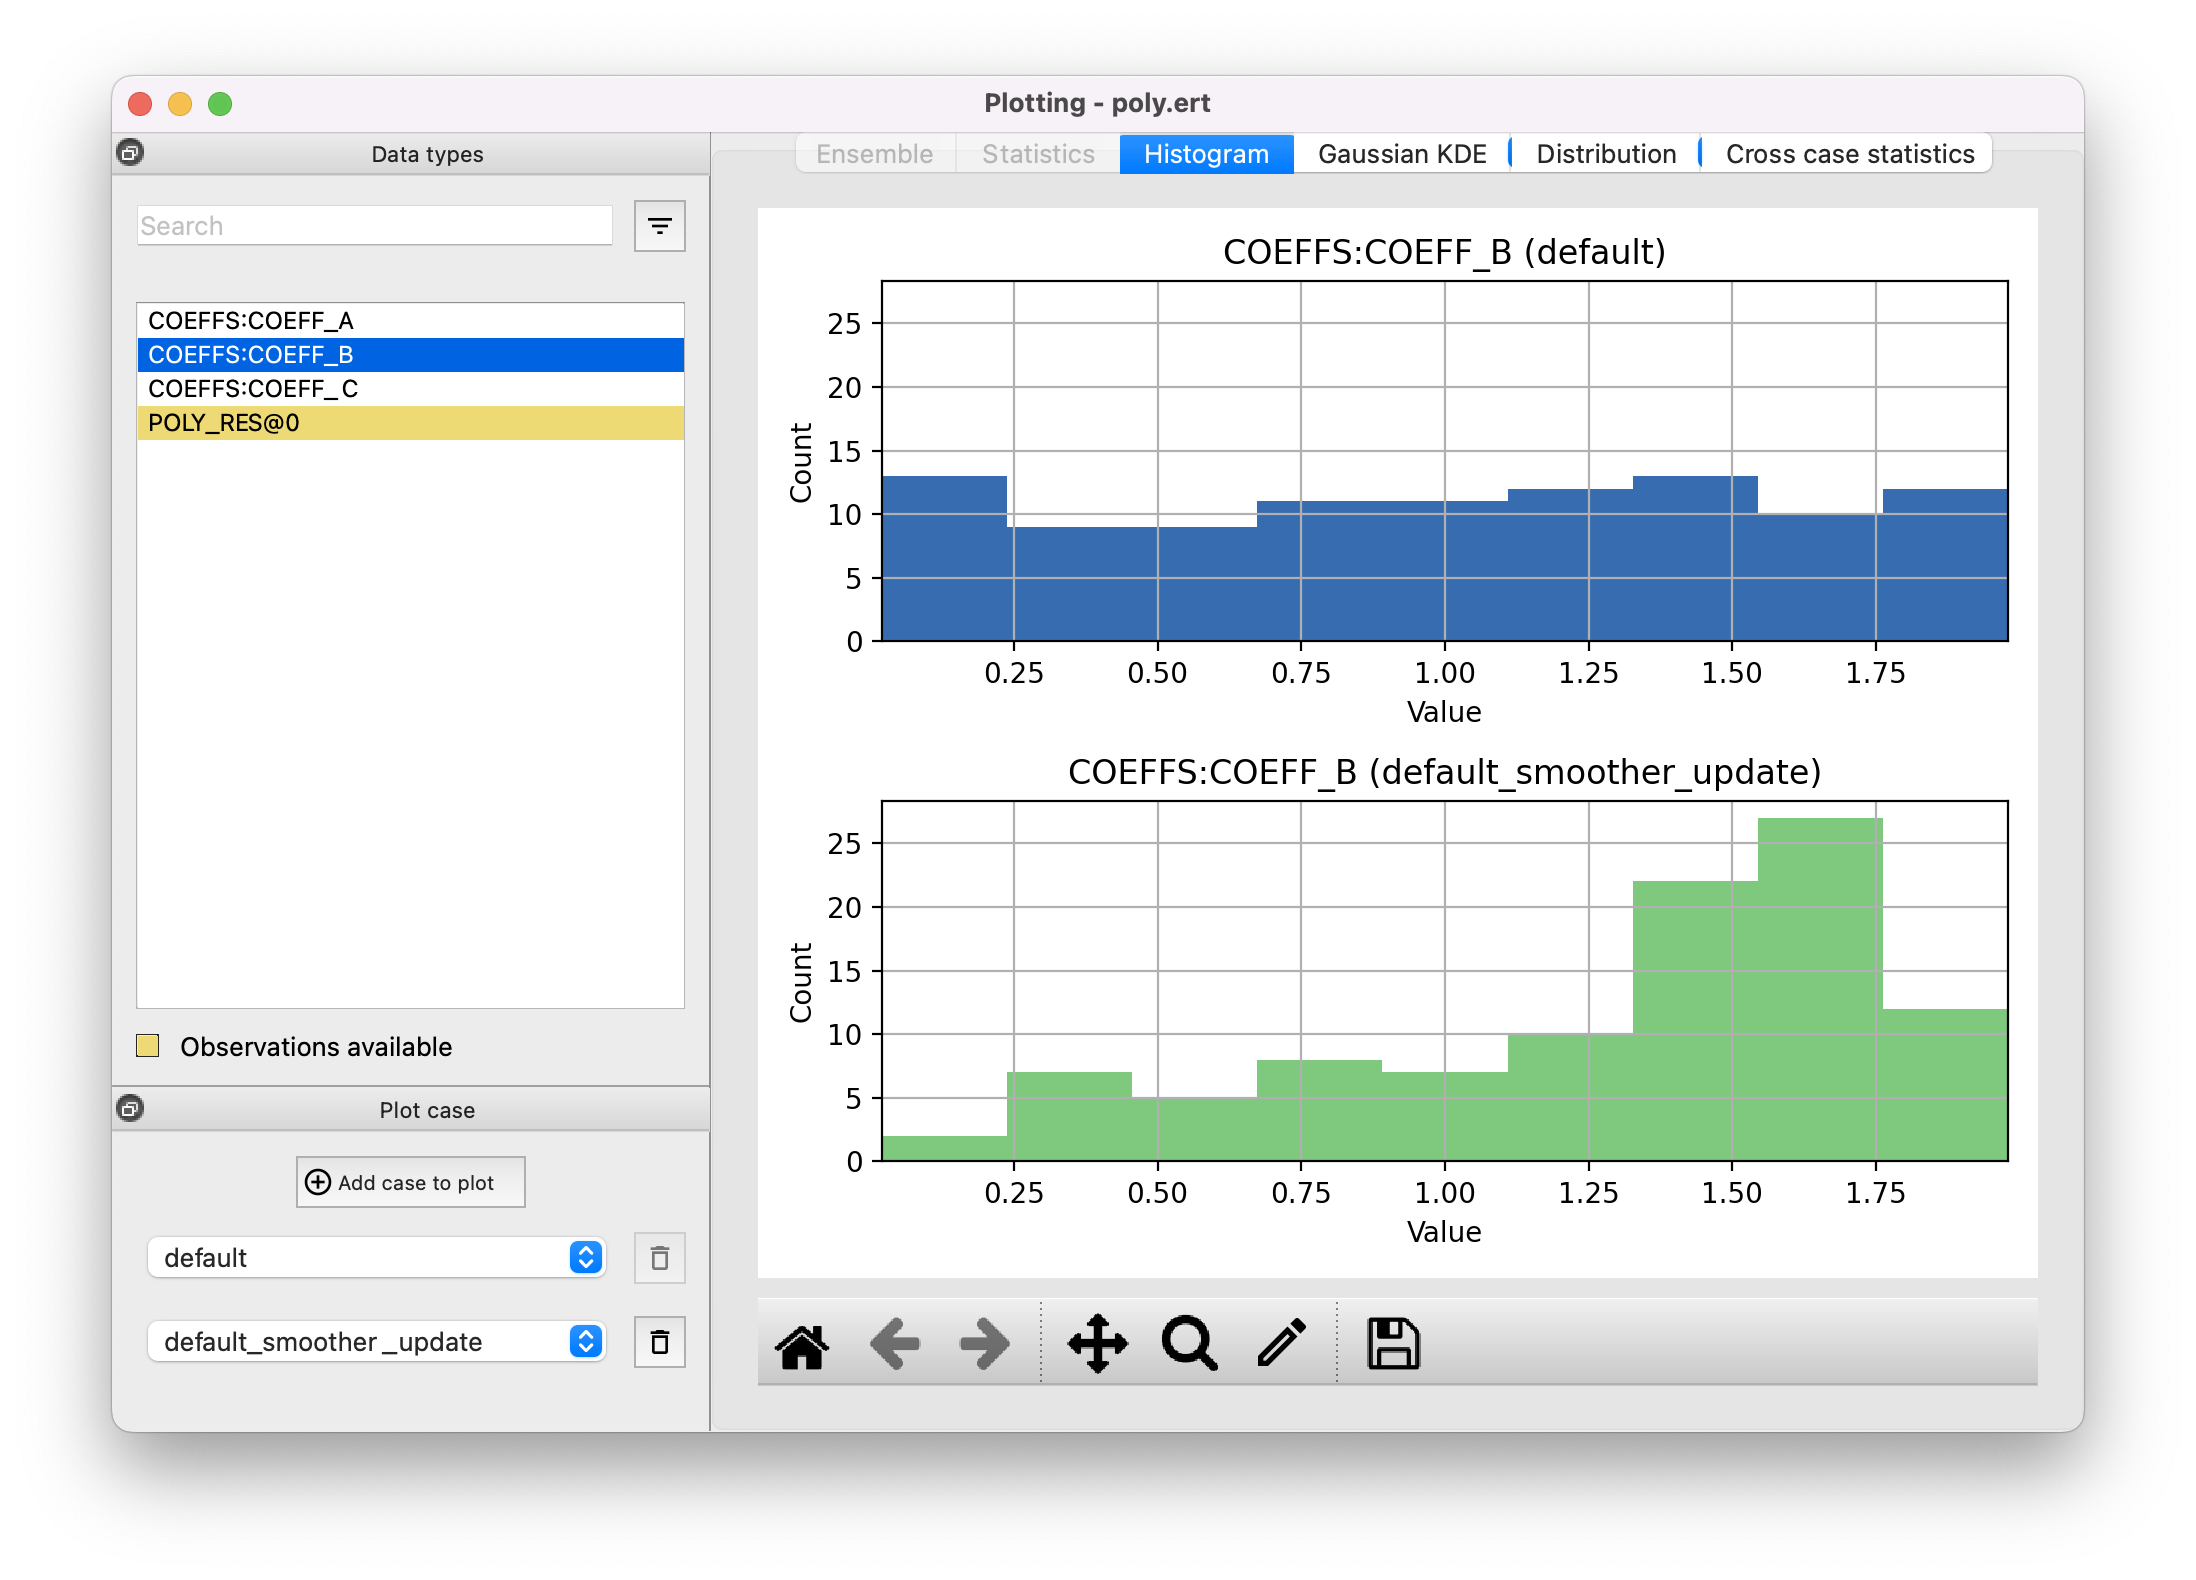 Plotting - poly.ert
Data types
Search
COEFFS:COEFF_A
COEFFS:COEFF_B
COEFFS:COEFF_C
POLY_RES@0
Observations available
Plot case
Add case to plot
default
default_smoother_update
Ensemble Statistics Histogram Gaussian KDE Distribution Cross case statistics
COEFFS:COEFF_B (default)
25
20
15
10
5
0
Count
0.25 0.50 0.75 1.00 1.25 1.50 1.75
Value
COEFFS:COEFF_B (default_smoother_update)
25
20
15
10
5
0
Count
0.25 0.50 0.75 1.00 1.25 1.50 1.75
Value